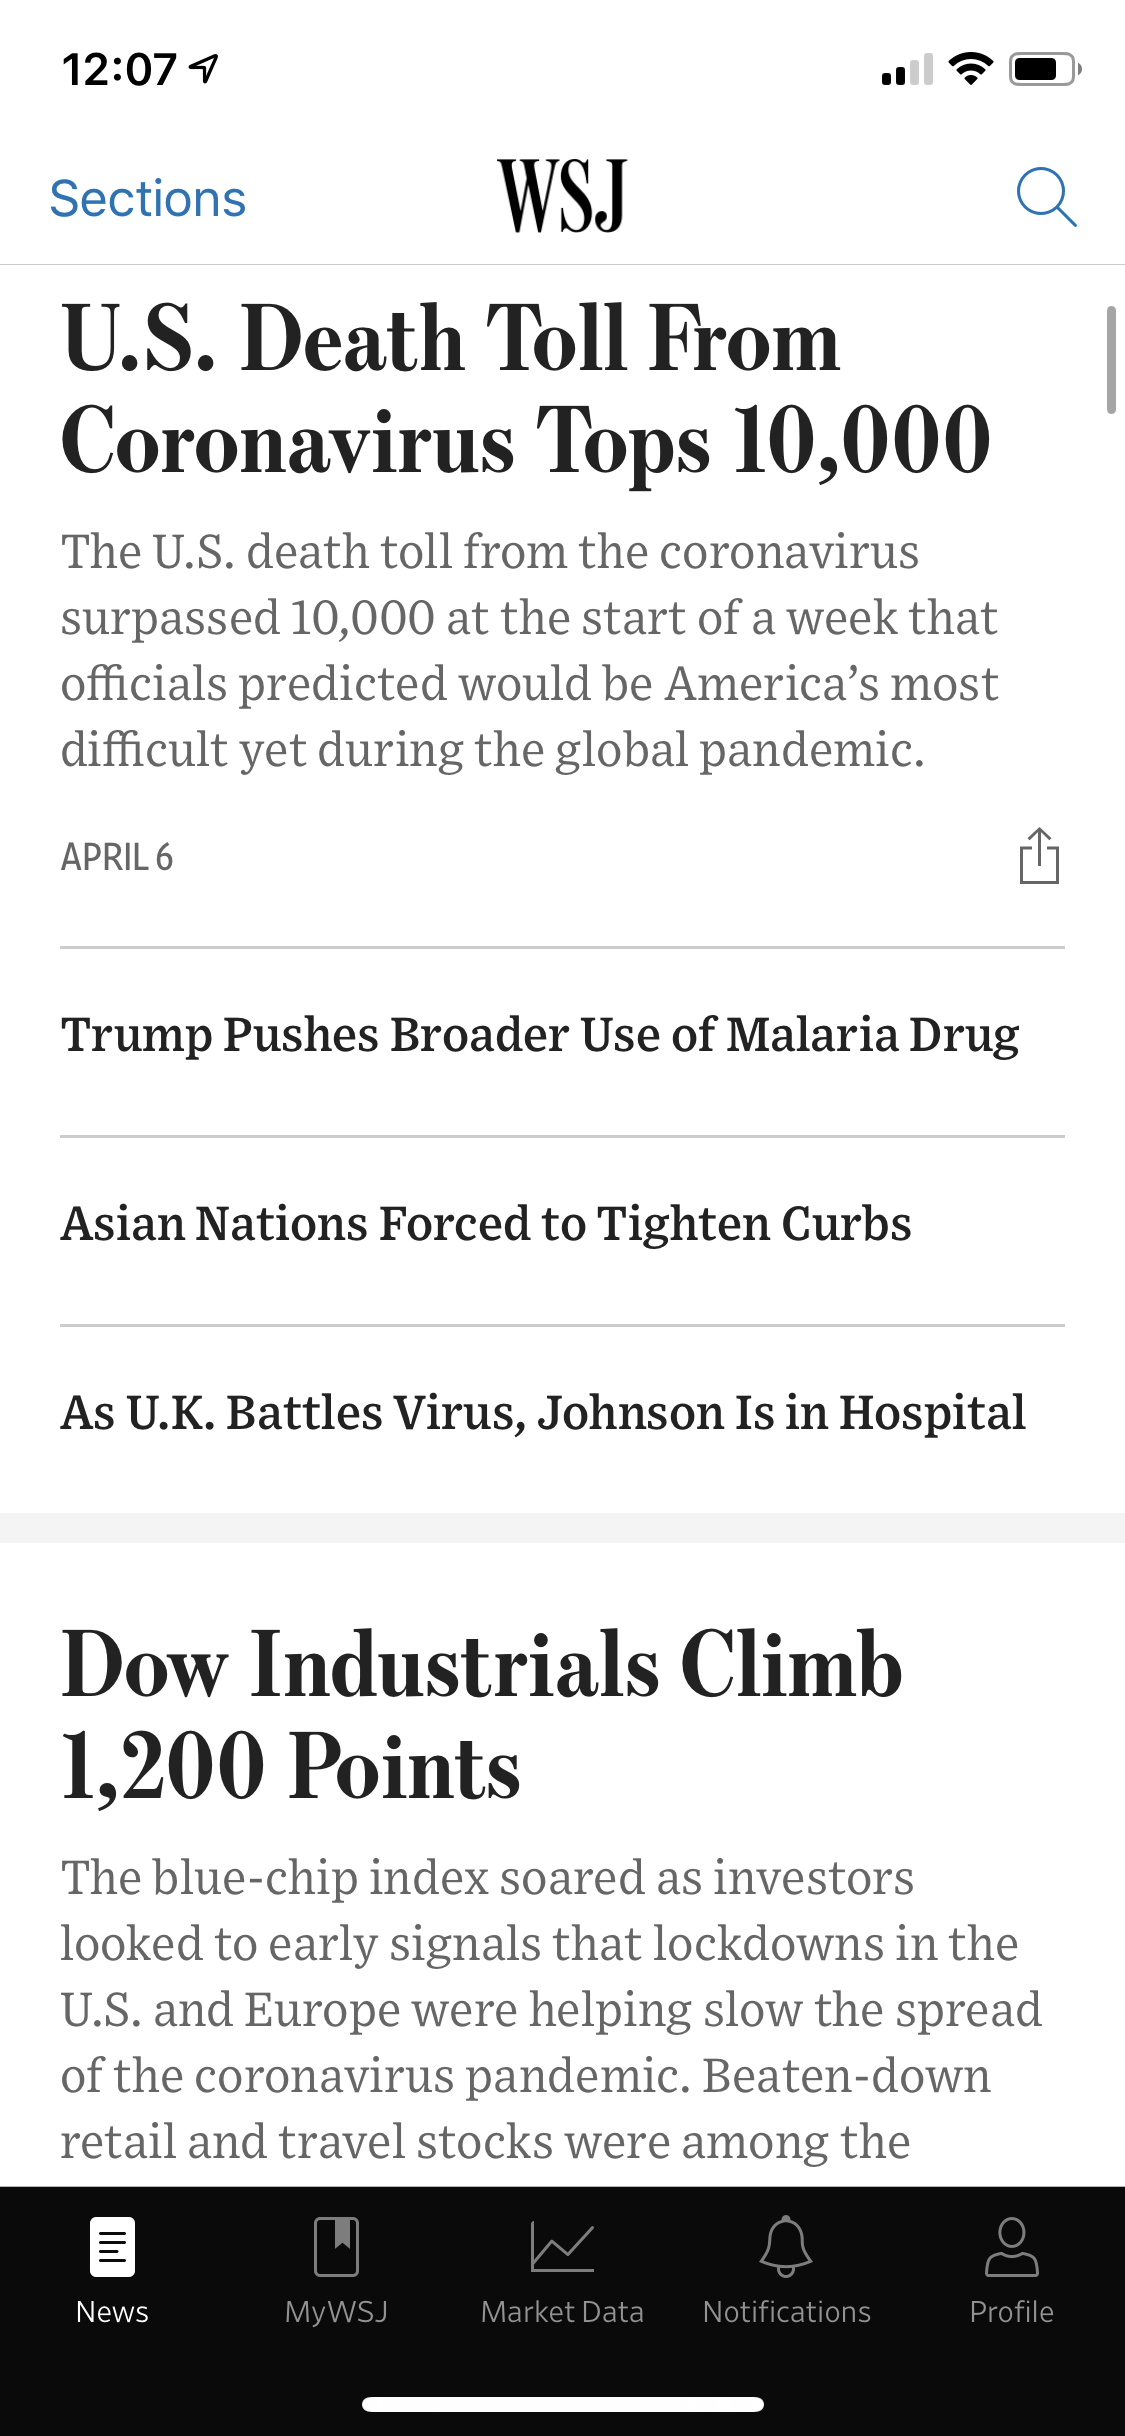 12:07
Sections
WSJ
U.S. Death Toll From
Coronavirus Tops 10,000
The U.S. death toll from the coronavirus
surpassed 10,000 at the start of a week that
officials predicted would be America’s most
difficult yet during the global pandemic.
APRIL 6
Trump Pushes Broader Use of Malaria Drug
Asian Nations Forced to Tighten Curbs
As U.K. Battles Virus, Johnson Is in Hospital
Dow Industrials Climb
1,200 Points
The blue-chip index soared as investors
looked to early signals that lockdowns in the
U.S. and Europe were helping slow the spread
of the coronavirus pandemic. Beaten-down
retail and travel stocks were among the
News
MyWSJ
Market Data
Notifications
Profile